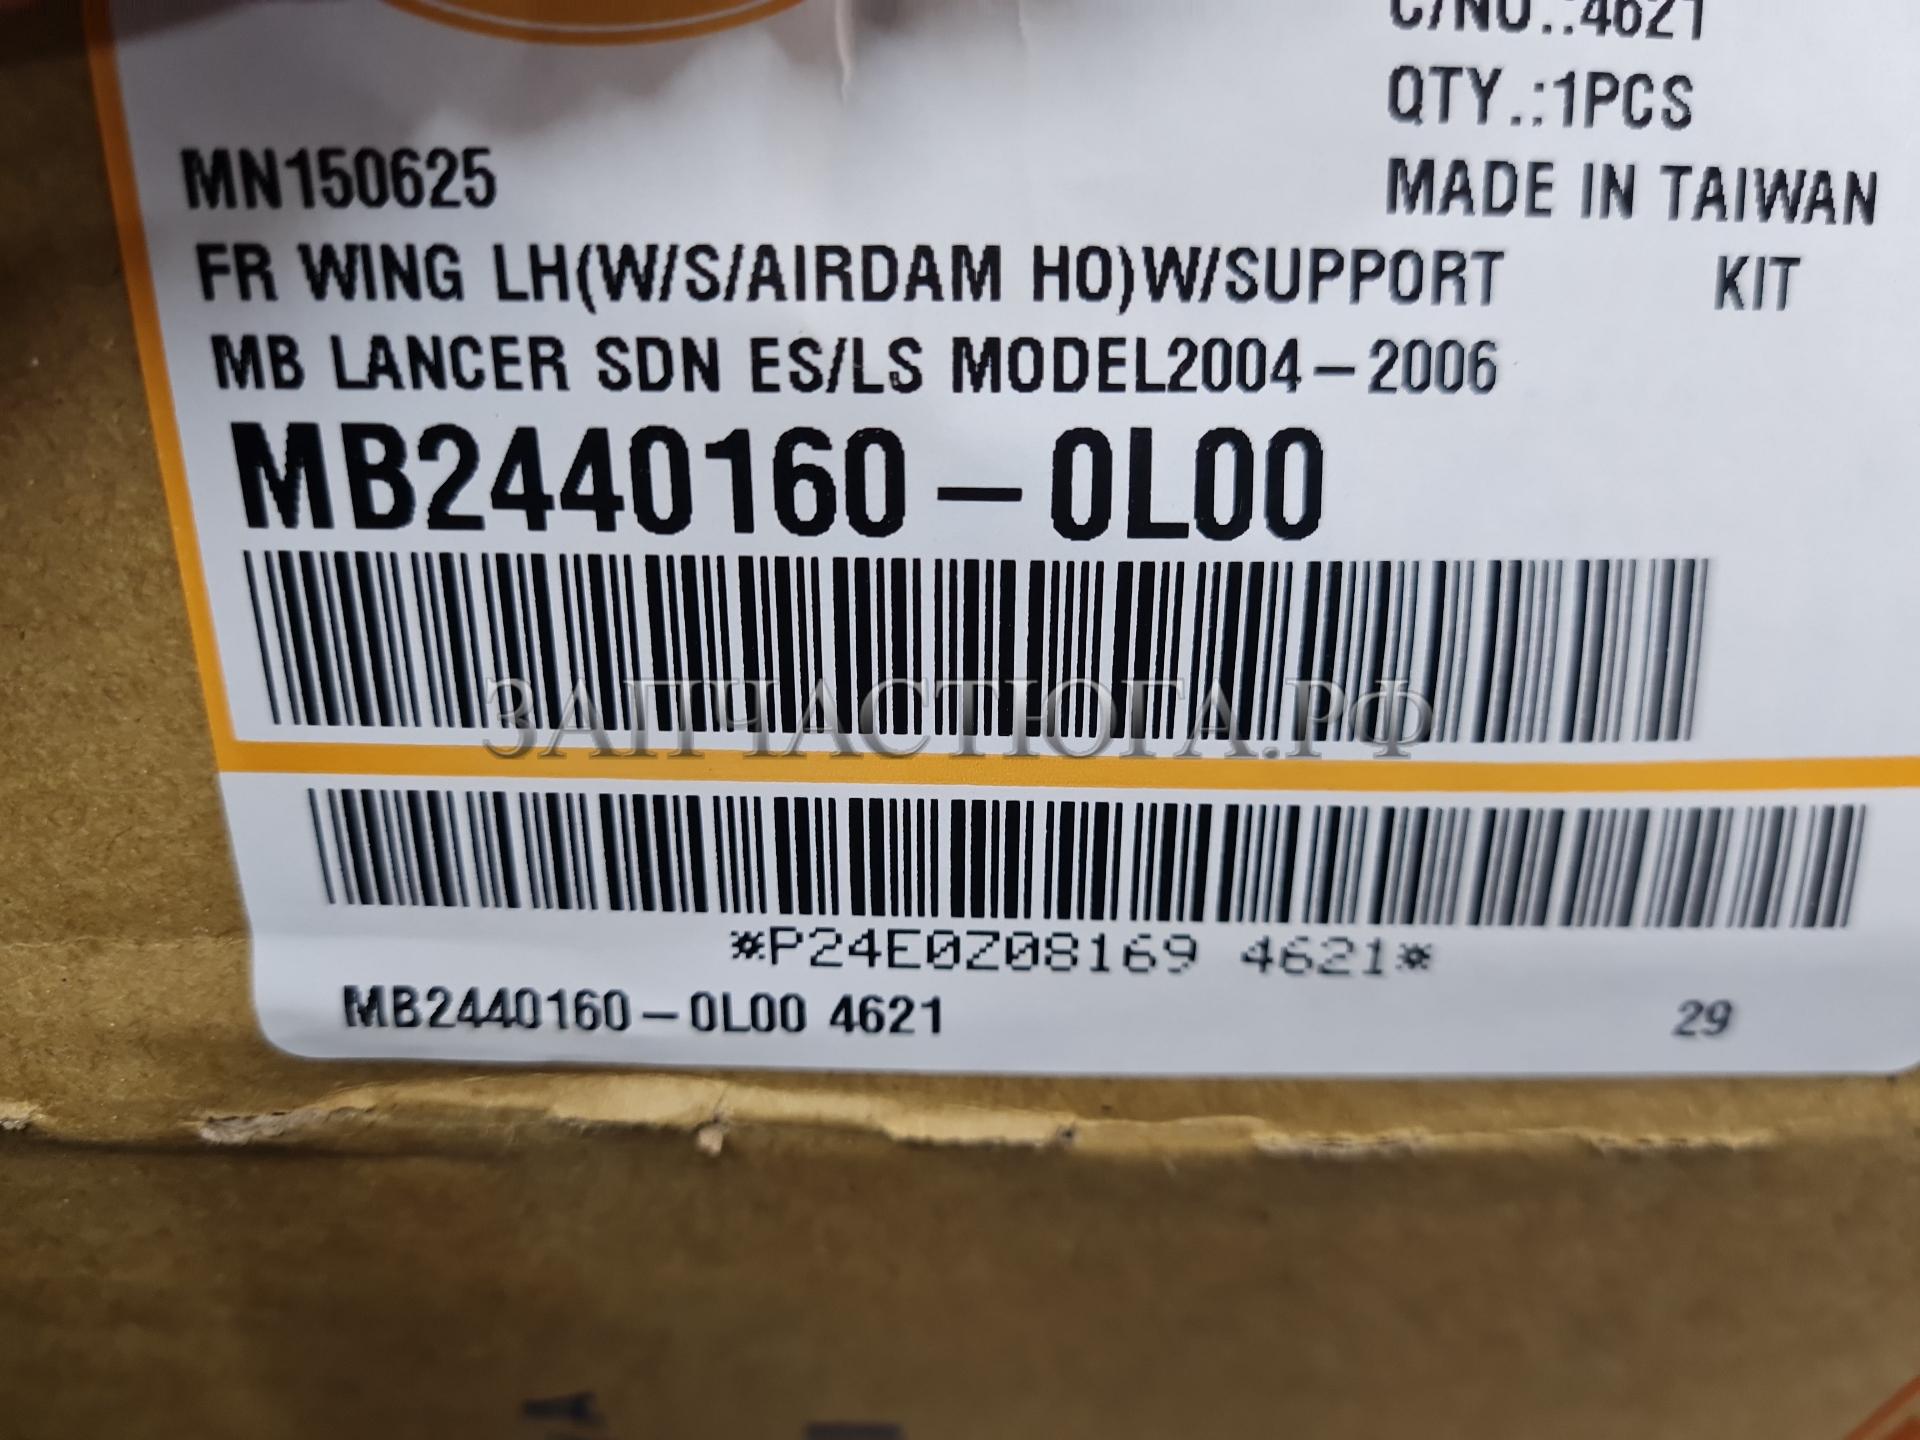 C/NO.:4621
QTY.:1PCS
MADE IN TAIWAN
MN150625
FR WING LH(W/S/AIRDAM HO)W/SUPPORT KIT
MB LANCER SDN ES/LS MODEL2004-2006
MB2440160-0L00
ЗАПЧАСТЮГА.РФ
*P24E0Z08169 4621*
MB2440160-0L00 4621
29